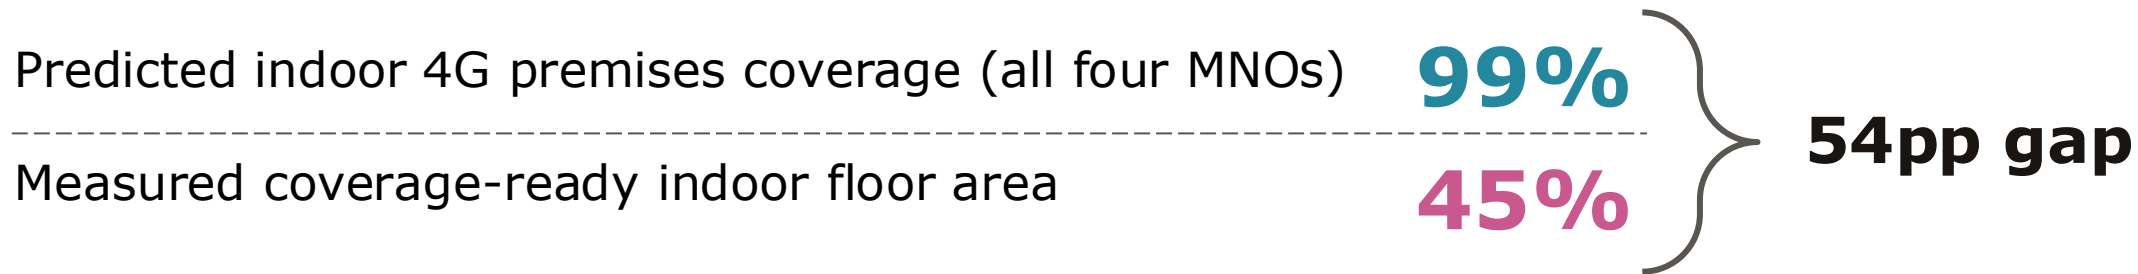 Predicted indoor 4G premises coverage (all four MNOs) 99%
54pp gap
Measured coverage-ready indoor floor area 45%